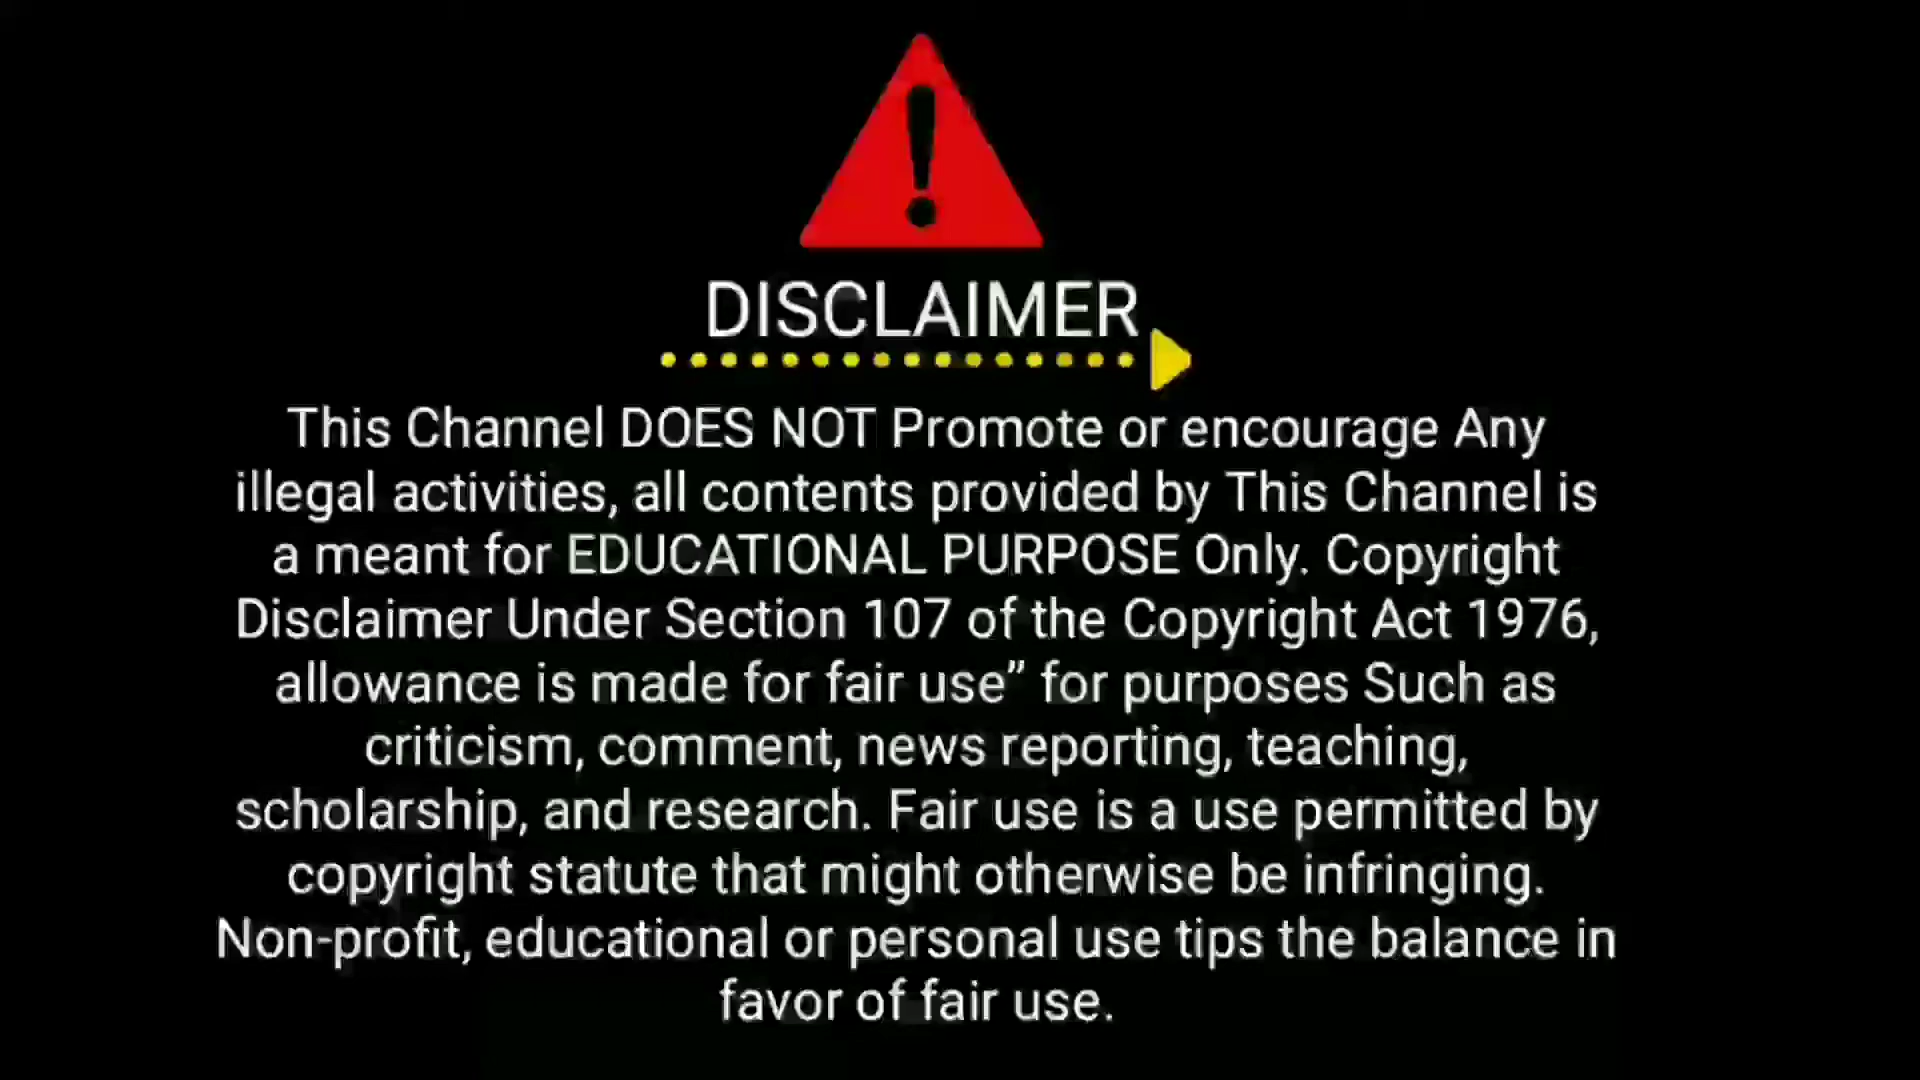 DISCLAIMER
This Channel DOES NOT Promote or encourage Any
illegal activities, all contents provided by This Channel is
a meant for EDUCATIONAL PURPOSE Only. Copyright
Disclaimer Under Section 107 of the Copyright Act 1976,
allowance is made for fair use” for purposes Such as
criticism, comment, news reporting, teaching,
scholarship, and research. Fair use is a use permitted by
copyright statute that might otherwise be infringing.
Non-profit, educational or personal use tips the balance in
favor of fair use.